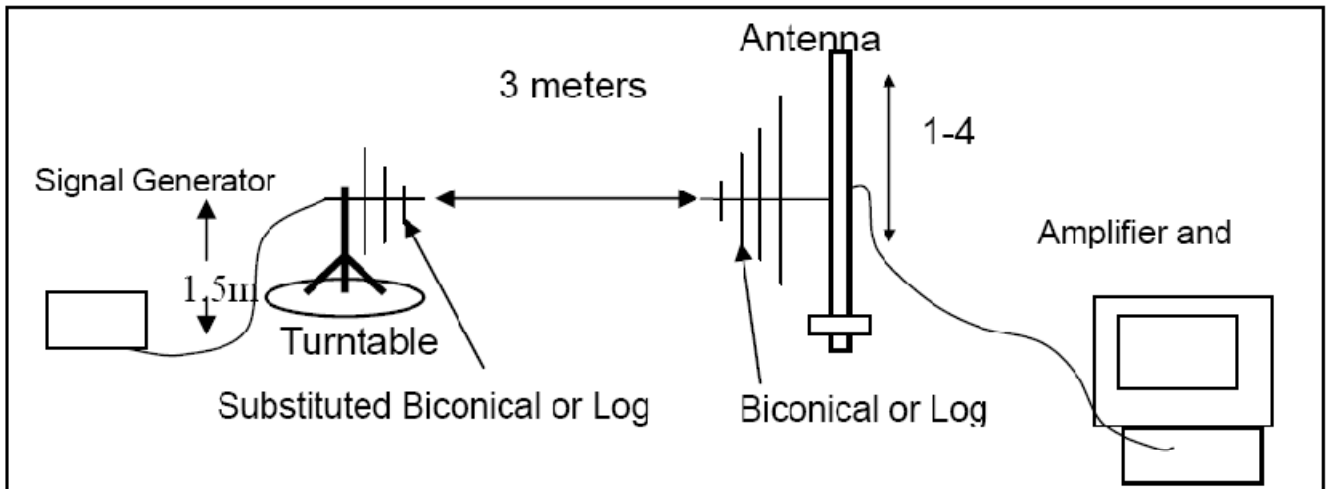 Antenna
3 meters
1-4
Signal Generator
Amplifier and
1.5m
Turntable
Substituted Biconical or Log
Biconical or Log